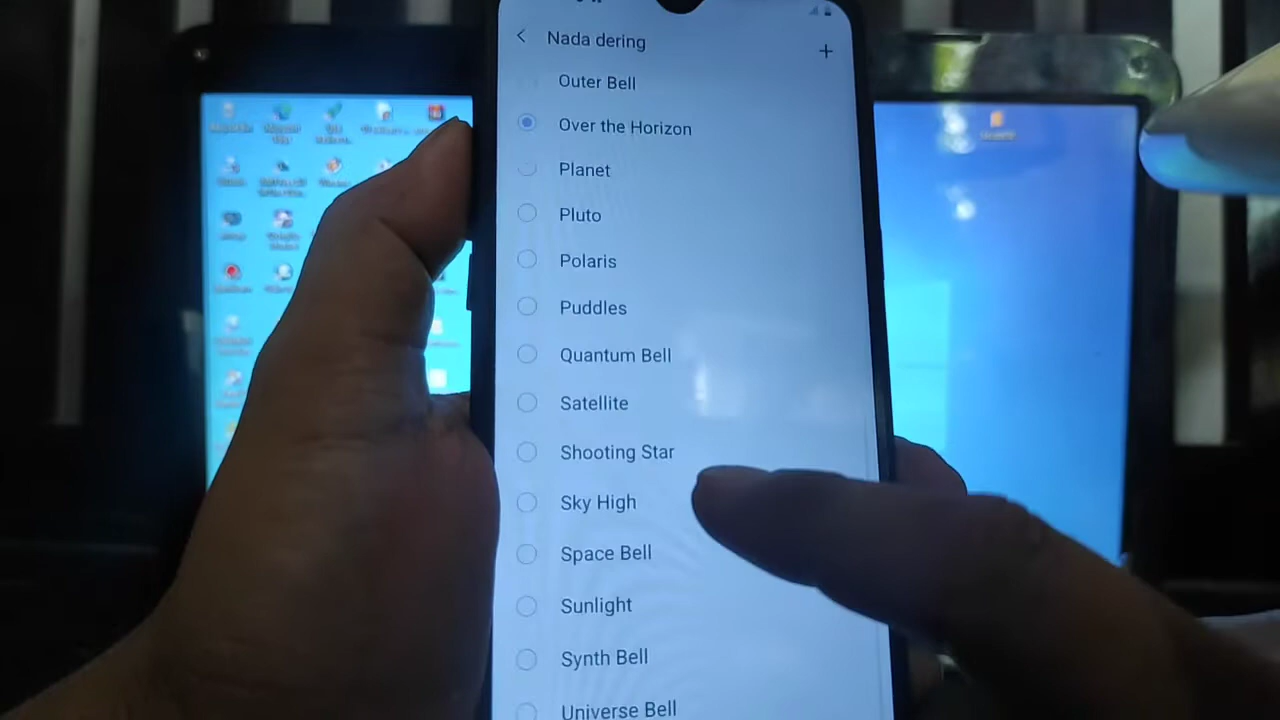 Nada dering
+
Outer Bell
Over the Horizon
Planet
Pluto
Polaris
Puddles
Quantum Bell
Satellite
Shooting Star
Sky High
Space Bell
Sunlight
Synth Bell
Universe Bell